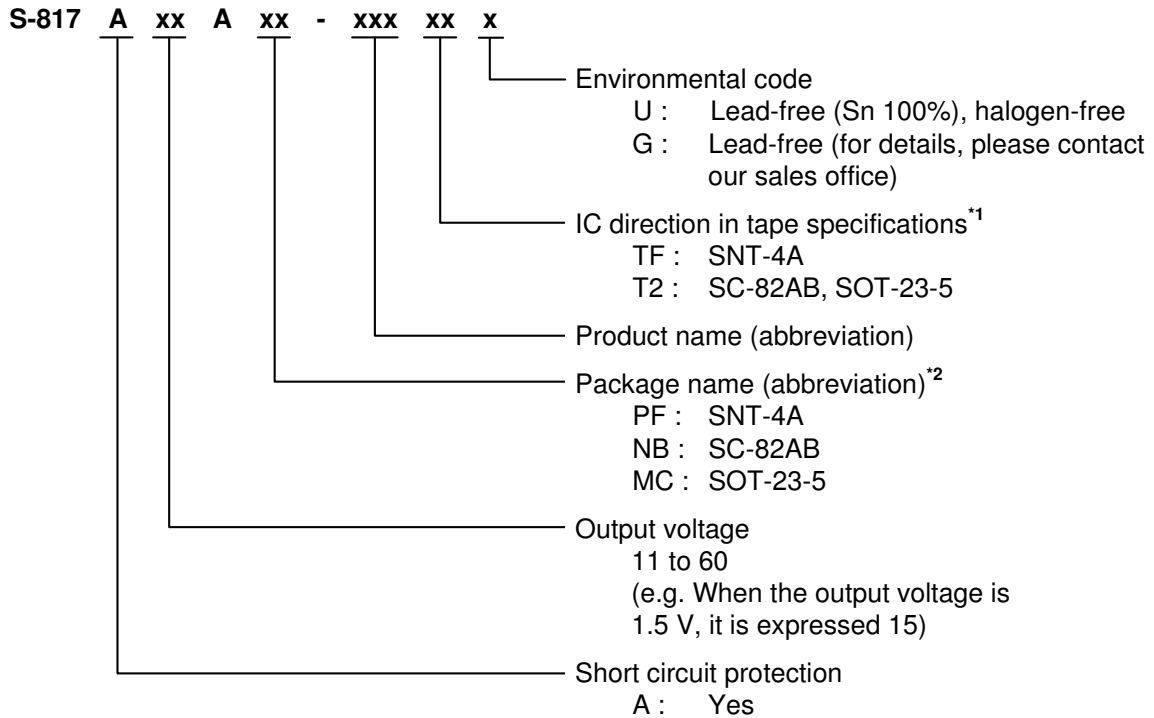 S-817 A xx A xx - xxx xx x
Environmental code
U : Lead-free (Sn 100%), halogen-free
G : Lead-free (for details, please contact
our sales office)
IC direction in tape specifications*1
TF : SNT-4A
T2 : SC-82AB, SOT-23-5
Product name (abbreviation)
Package name (abbreviation)*2
PF : SNT-4A
NB : SC-82AB
MC : SOT-23-5
Output voltage
11 to 60
(e.g. When the output voltage is
1.5 V, it is expressed 15)
Short circuit protection
A : Yes